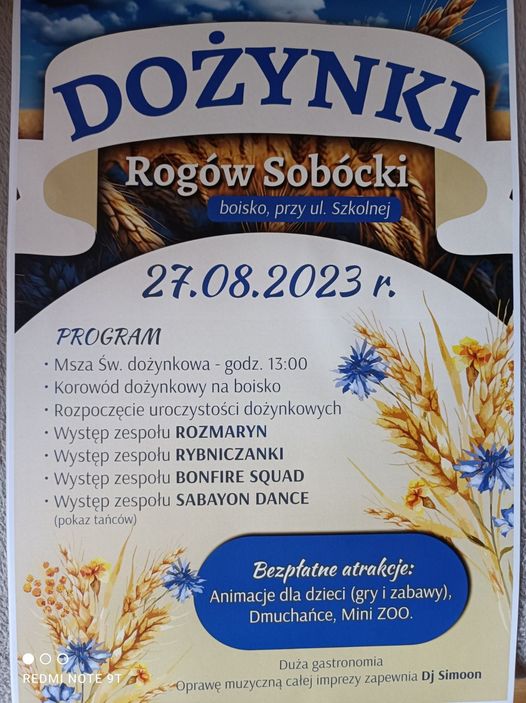 DOŻYNKI
Rogów Sobócki
boisko, przy ul. Szkolnej
27.08.2023 r.
PROGRAM
· Msza Św. dożynkowa - godz. 13:00
· Korowód dożynkowy na boisko
· Rozpoczęcie uroczystości dożynkowych
· Występ zespołu ROZMARYN
· Występ zespołu RYBNICZANKI
· Występ zespołu BONFIRE SQUAD
· Występ zespołu SABAYON DANCE
(pokaz tańców)
Bezpłatne atrakcje:
Animacje dla dzieci (gry i zabawy),
Dmuchańce, Mini ZOO.
Duża gastronomia
Oprawę muzyczną całej imprezy zapewnia Dj Simoon
REDMI NOTE 9T